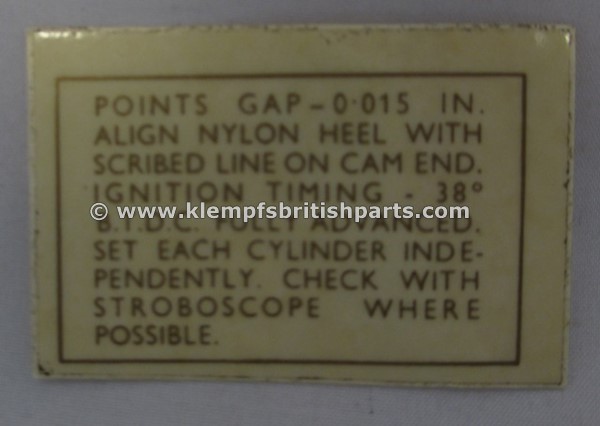 POINTS GAP – 0·015 IN.
ALIGN NYLON HEEL WITH
SCRIBED LINE ON CAM END.
IGNITION TIMING - 38°
© www.klempfsbritishparts.com
B.T.D.C. FULLY ADVANCED.
SET EACH CYLINDER INDE-
PENDENTLY. CHECK WITH
STROBOSCOPE WHERE
POSSIBLE.